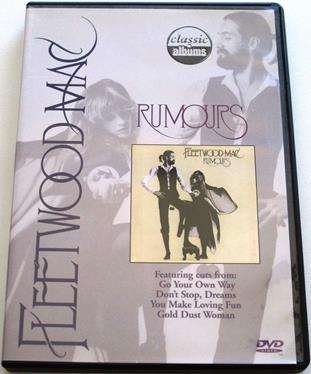 classic
albums
FLEETWOOD MAC
RUMOURS
FLEETWOOD MAC
RUMOURS
Featuring cuts from:
Go Your Own Way
Don't Stop, Dreams
You Make Loving Fun
Gold Dust Woman
DVD